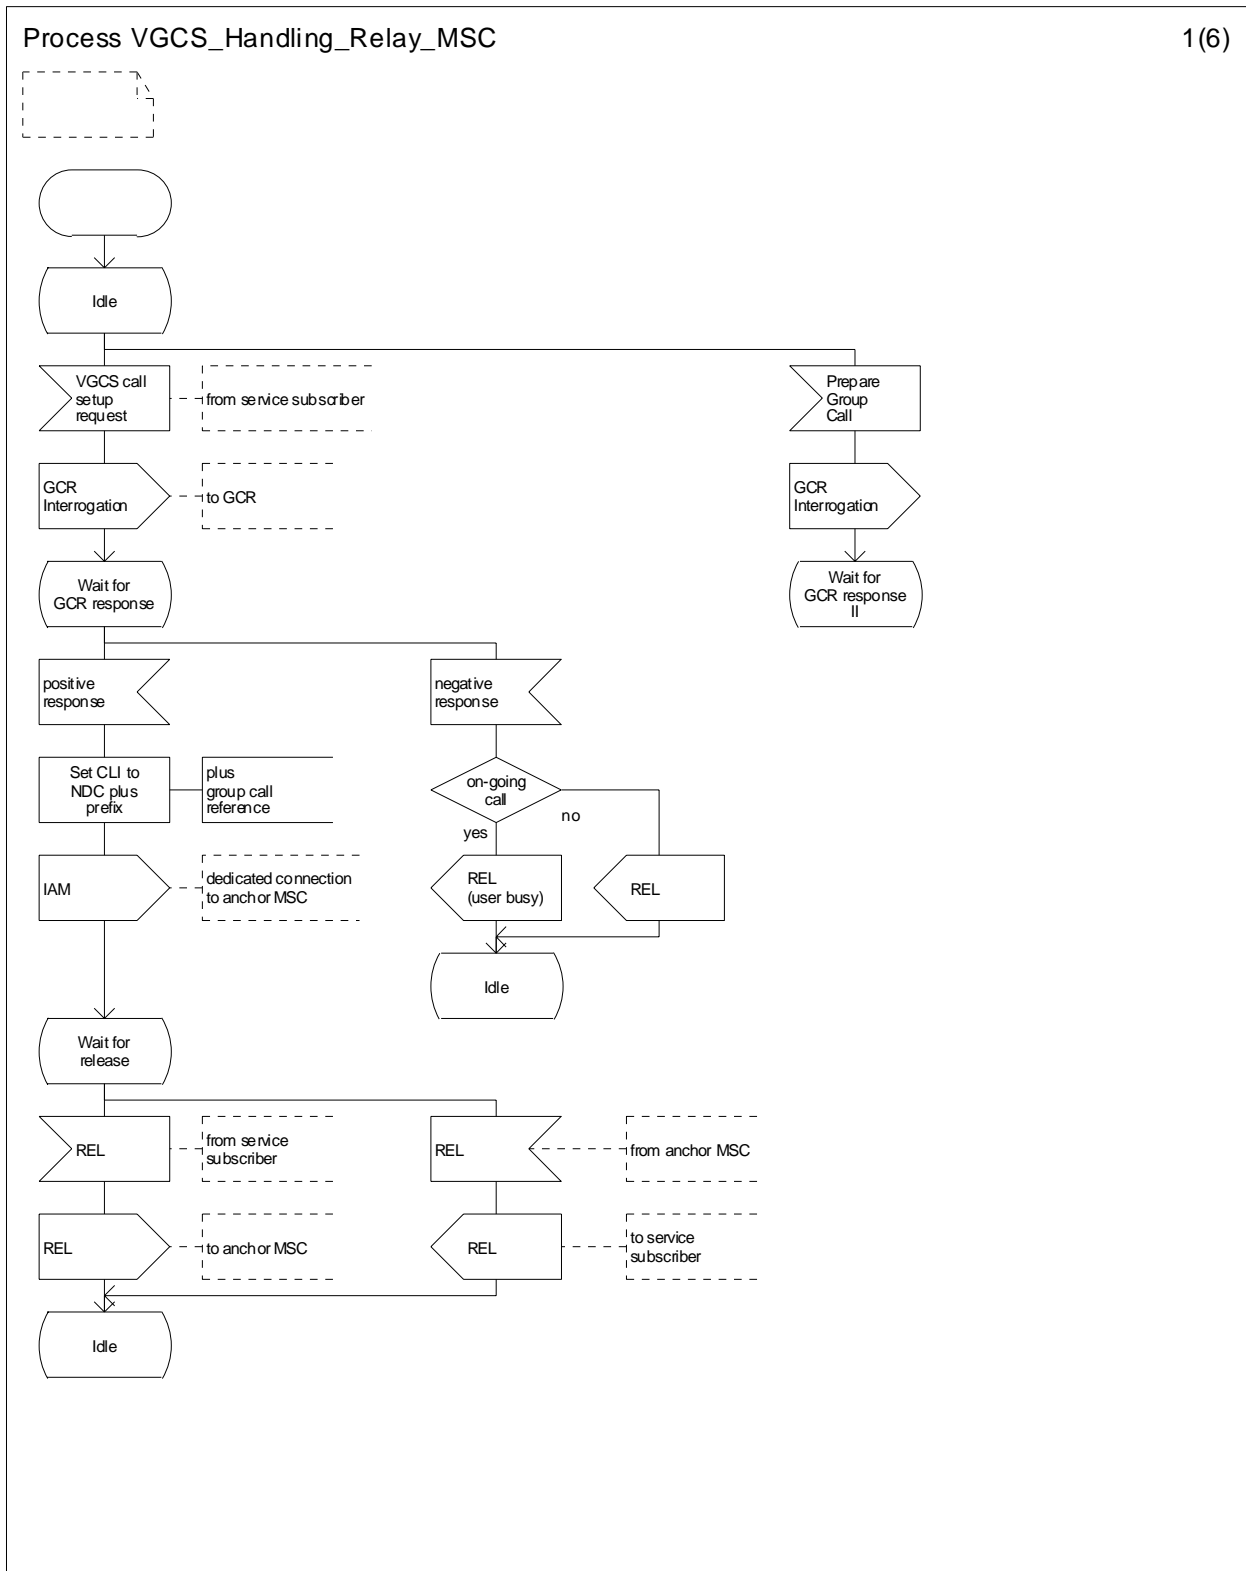 Process VGCS_Handling_Relay_MSC
1(6)
Idle
VGCS call
setup
request
from service subscriber
Prepare
Group
Call
GCR
Interrogation
to GCR
GCR
Interrogation
Wait for
GCR response
Wait for
GCR response
II
positive
response
negative
response
Set CLI to
NDC plus
prefix
plus
group call
reference
on-going
call
no
yes
IAM
dedicated connection
to anchor MSC
REL
(user busy)
REL
Idle
Wait for
release
REL
from service
subscriber
REL
from anchor MSC
REL
to anchor MSC
REL
to service
subscriber
Idle